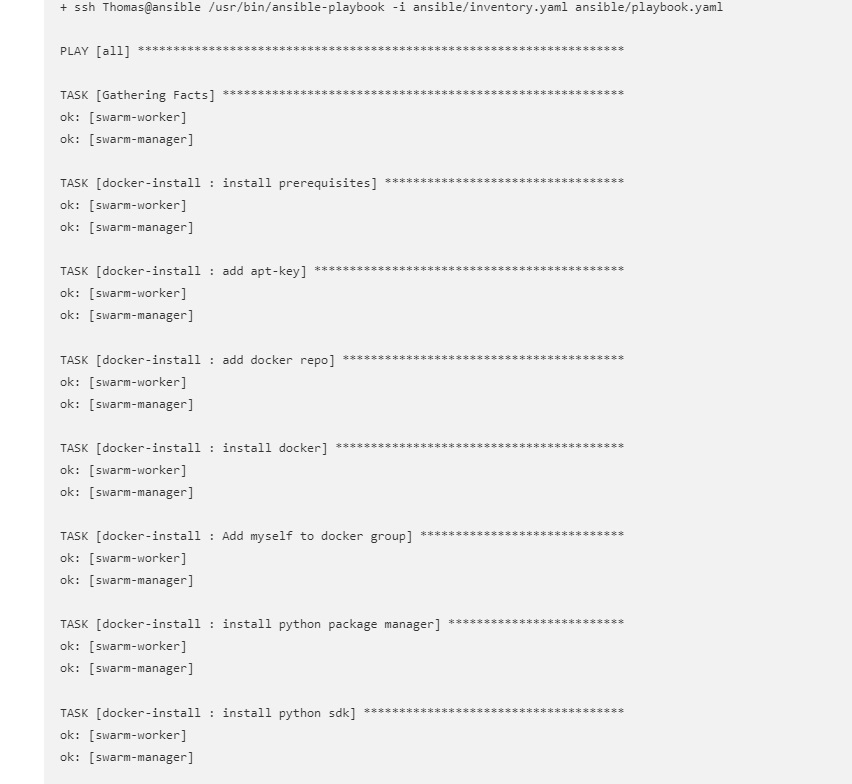 + ssh Thomas@ansible /usr/bin/ansible-playbook -i ansible/inventory.yaml ansible/playbook.yaml
PLAY [all] *********************************************************************
TASK [Gathering Facts] *********************************************************
ok: [swarm-worker]
ok: [swarm-manager]
TASK [docker-install : install prerequisites] **********************************
ok: [swarm-worker]
ok: [swarm-manager]
TASK [docker-install : add apt-key] ********************************************
ok: [swarm-worker]
ok: [swarm-manager]
TASK [docker-install : add docker repo] ****************************************
ok: [swarm-worker]
ok: [swarm-manager]
TASK [docker-install : install docker] *****************************************
ok: [swarm-worker]
ok: [swarm-manager]
TASK [docker-install : Add myself to docker group] *****************************
ok: [swarm-worker]
ok: [swarm-manager]
TASK [docker-install : install python package manager] *************************
ok: [swarm-worker]
ok: [swarm-manager]
TASK [docker-install : install python sdk] *************************************
ok: [swarm-worker]
ok: [swarm-manager]